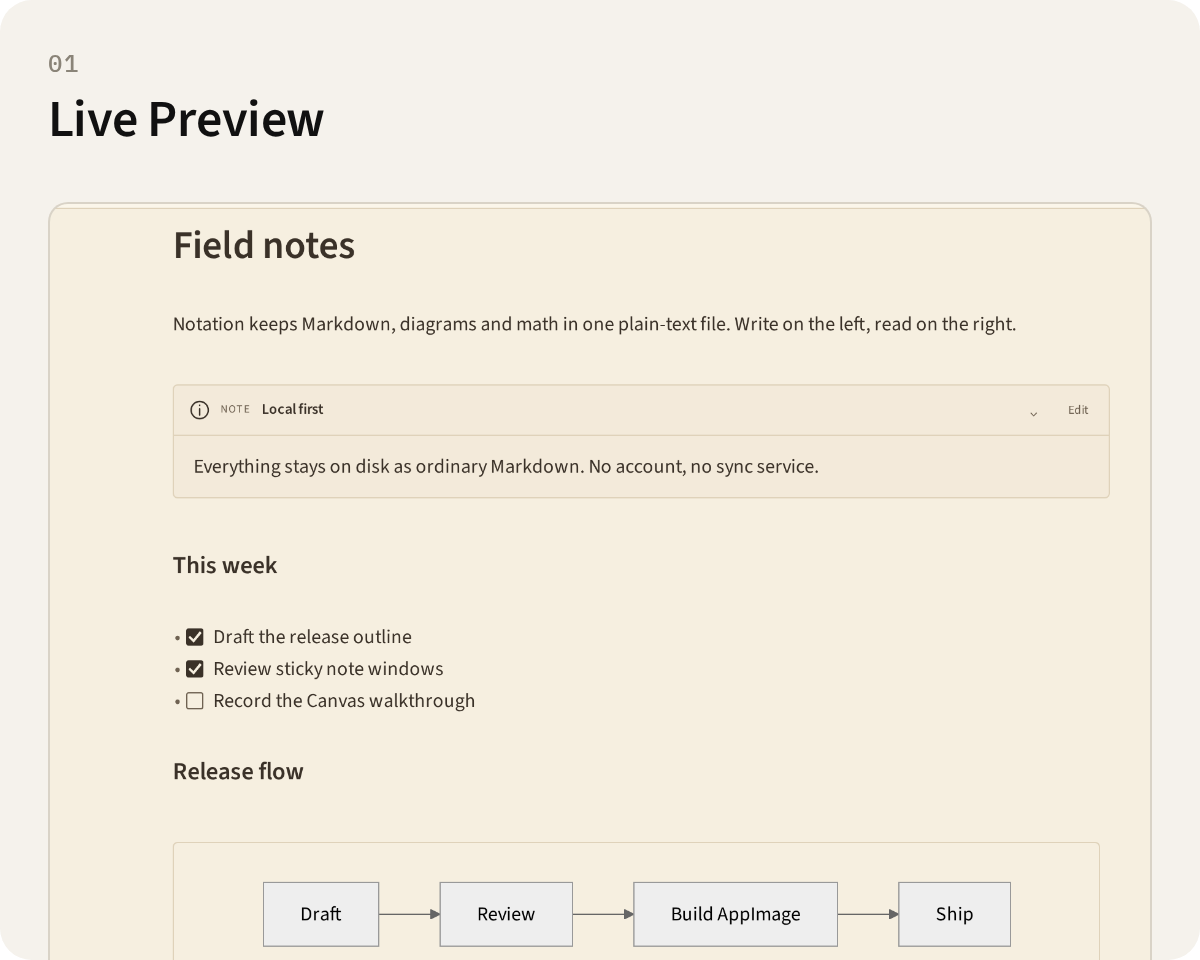 01
Live Preview
Field notes
Notation keeps Markdown, diagrams and math in one plain-text file. Write on the left, read on the right.
NOTE Local first Edit
Everything stays on disk as ordinary Markdown. No account, no sync service.
This week
• Draft the release outline
• Review sticky note windows
• Record the Canvas walkthrough
Release flow
Draft Review Build AppImage Ship